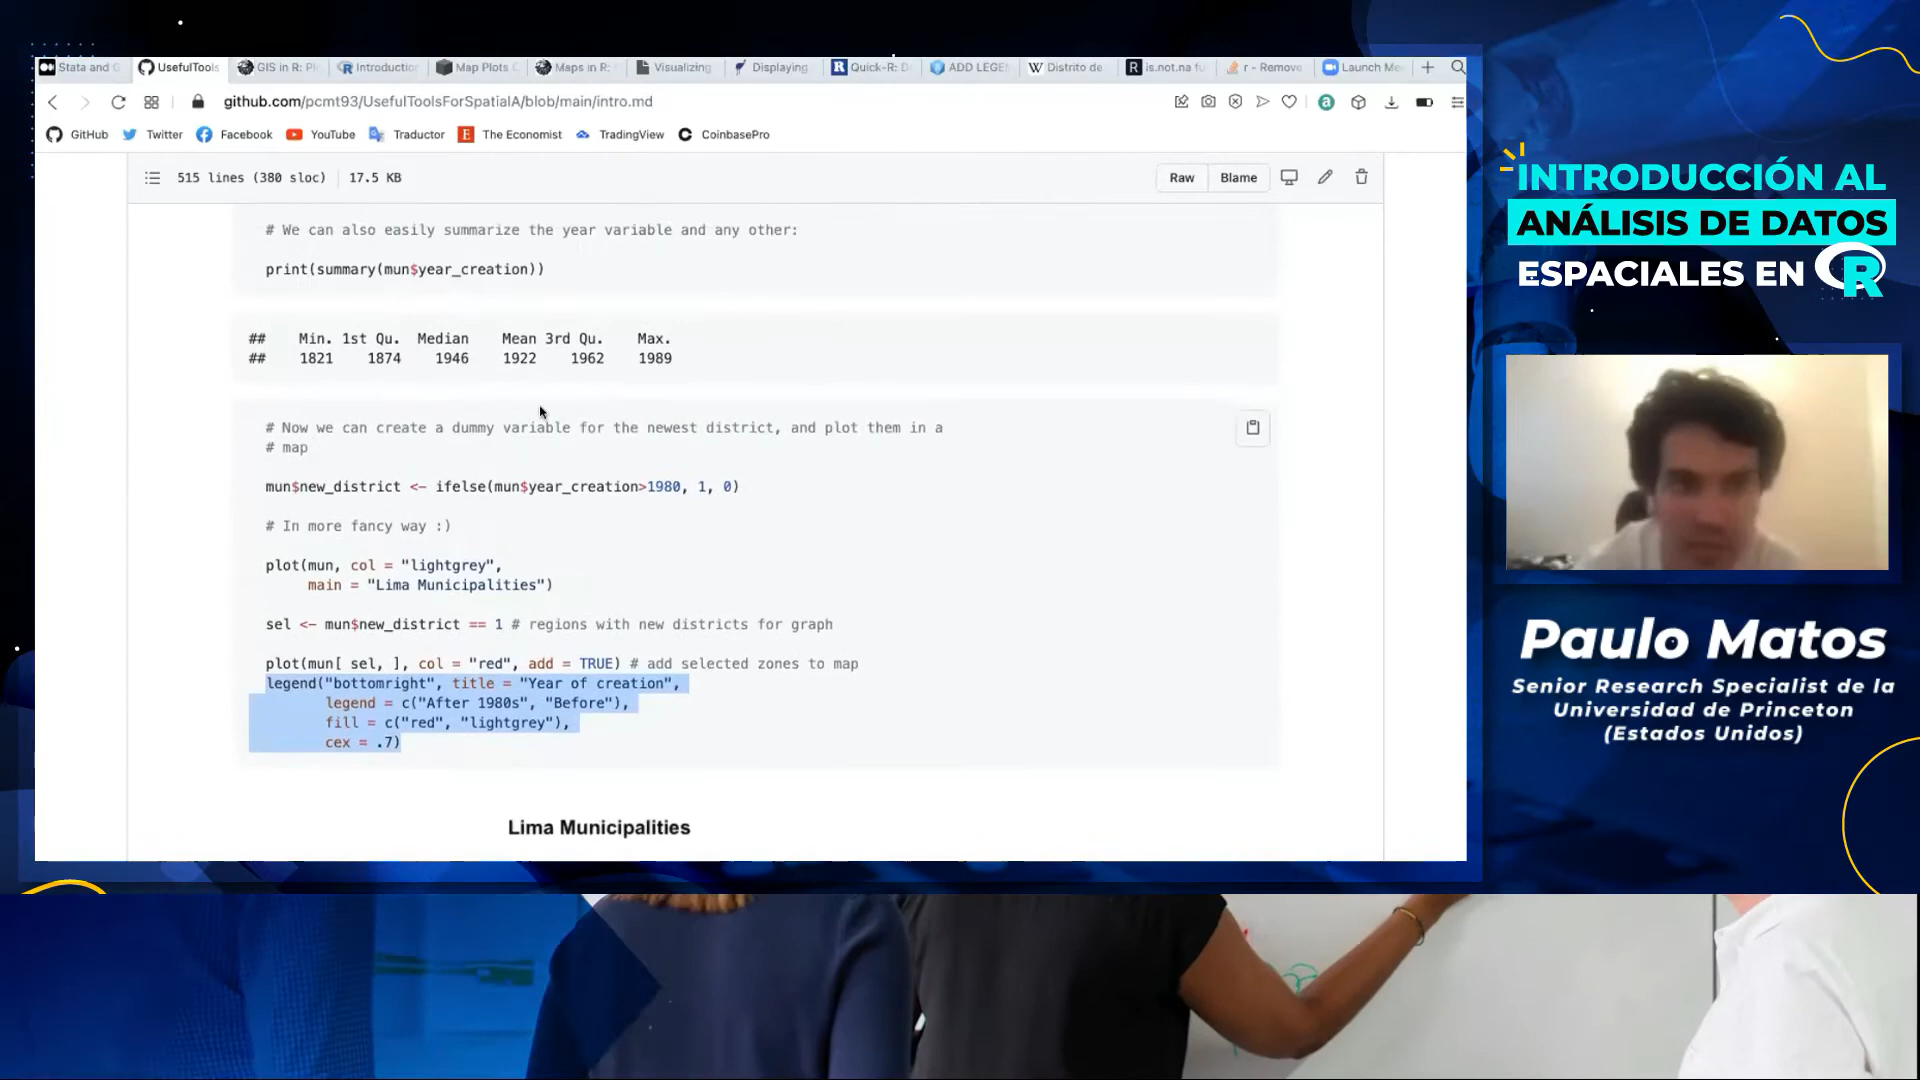 Stata and G
UsefulTools
GIS in R: Pl
Introduction
Map Plots C
Maps in R:
Visualizing
Displaying
Quick-R: D
ADD LEGEN
Distrito de
is.not.na fu
r - Remove
Launch Me
github.com/pcmt93/UsefulToolsForSpatialA/blob/main/intro.md
GitHub
Twitter
Facebook
YouTube
Traductor
The Economist
TradingView
CoinbasePro
515 lines (380 sloc)
17.5 KB
Raw
Blame
# We can also easily summarize the year variable and any other:
print(summary(mun$year_creation))
## Min. 1st Qu. Median Mean 3rd Qu. Max.
## 1821 1874 1946 1922 1962 1989
# Now we can create a dummy variable for the newest district, and plot them in a
# map
mun$new_district <- ifelse(mun$year_creation>1980, 1, 0)
# In more fancy way :)
plot(mun, col = "lightgrey",
main = "Lima Municipalities")
sel <- mun$new_district == 1 # regions with new districts for graph
plot(mun[ sel, ], col = "red", add = TRUE) # add selected zones to map
legend("bottomright", title = "Year of creation",
legend = c("After 1980s", "Before"),
fill = c("red", "lightgrey"),
cex = .7)
Lima Municipalities
INTRODUCCIÓN AL
ANÁLISIS DE DATOS
ESPACIALES EN R
Paulo Matos
Senior Research Specialist de la
Universidad de Princeton
(Estados Unidos)